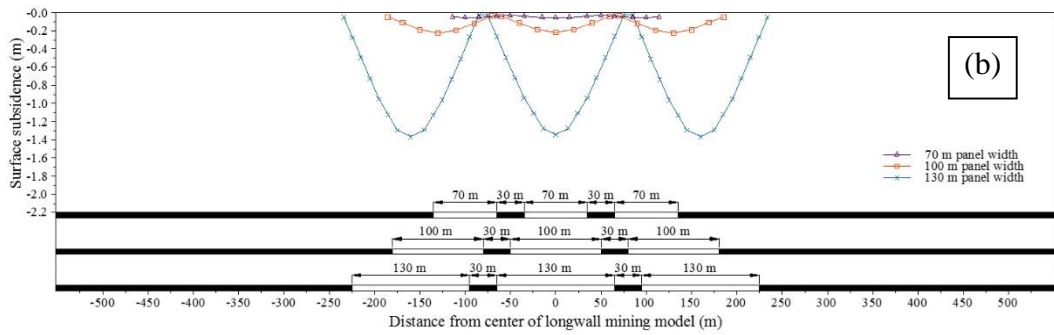 -0.0
-0.2
-0.4
-0.6
-0.8
-1.0
-1.2
-1.4
-1.6
-1.8
-2.0
-2.2
Surface subsidence (m)
(b)
70 m panel width
100 m panel width
130 m panel width
70 m 30 m 70 m 30 m 70 m
100 m 30 m 100 m 30 m 100 m
130 m 30 m 130 m 30 m 130 m
-500 -450 -400 -350 -300 -250 -200 -150 -100 -50 0 50 100 150 200 250 300 350 400 450 500
Distance from center of longwall mining model (m)